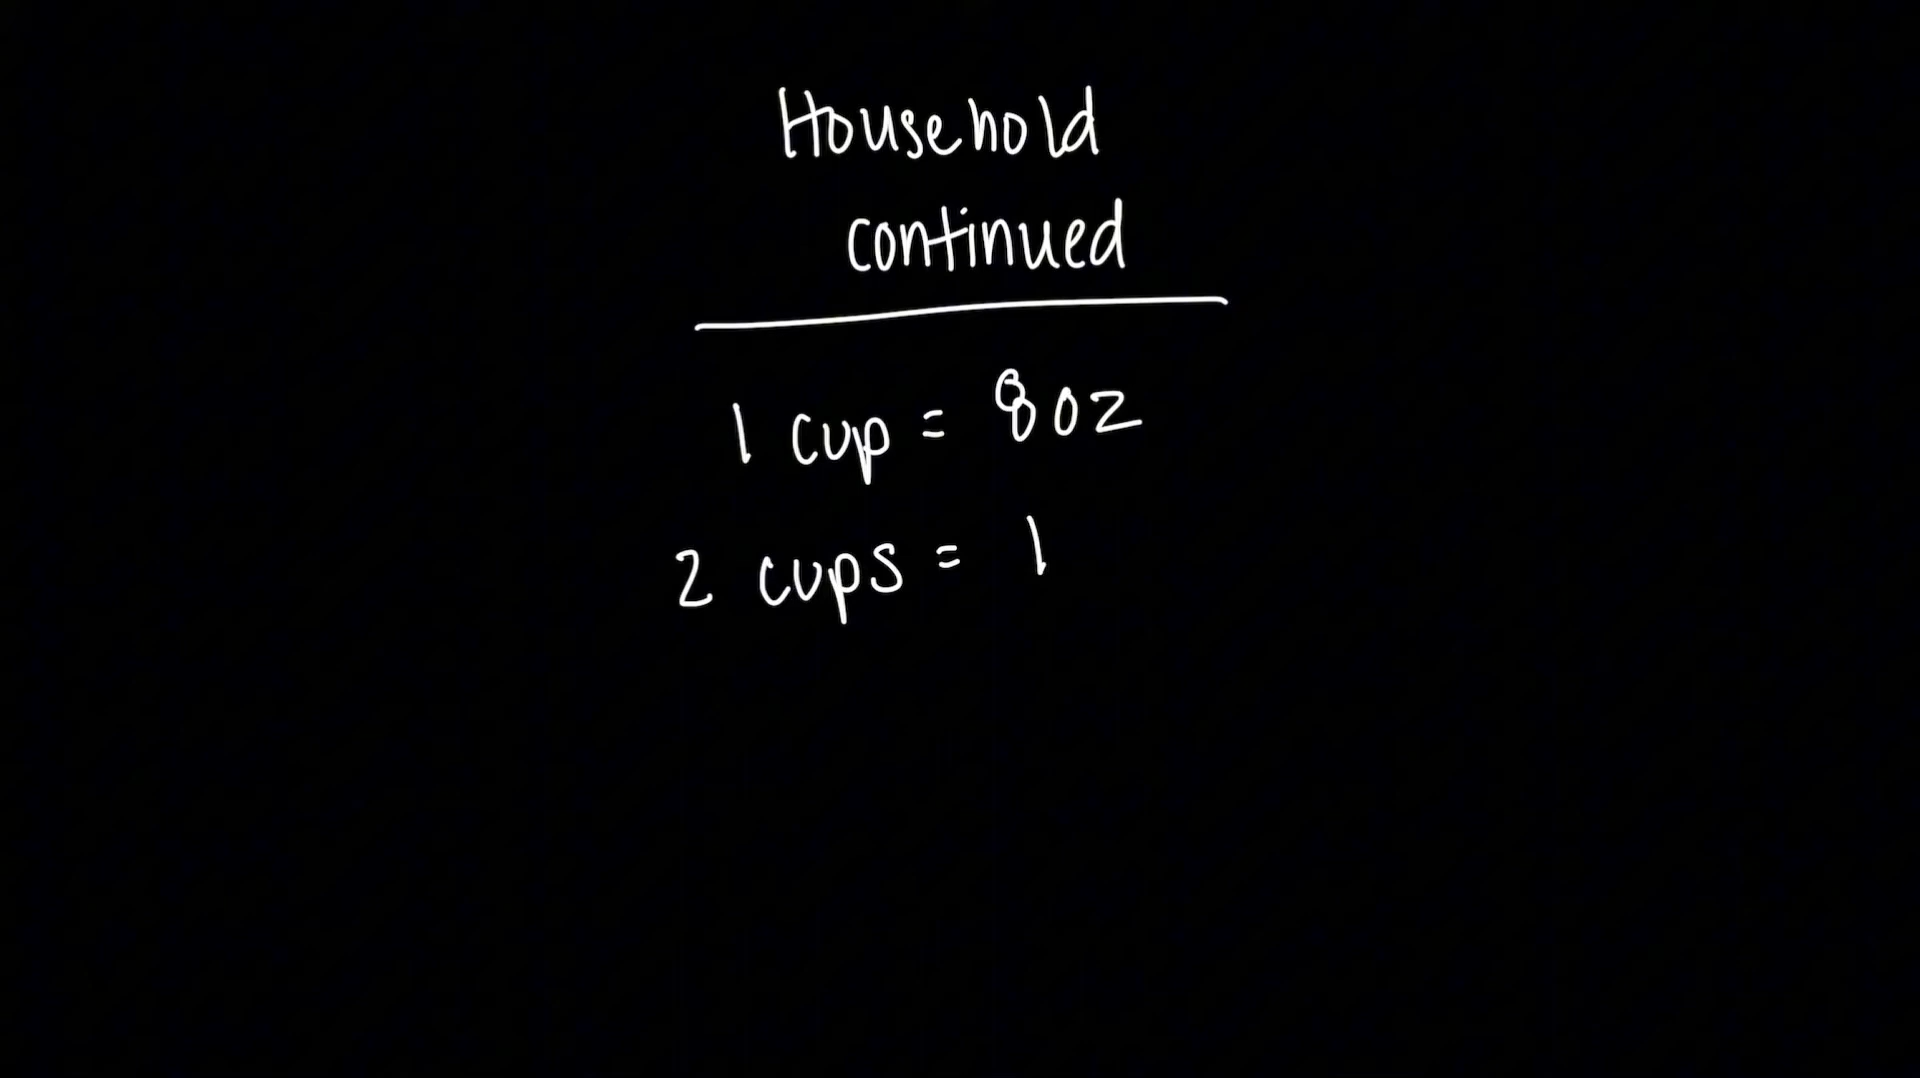 Household
continued
1 cup = 8oz
2 cups = 1